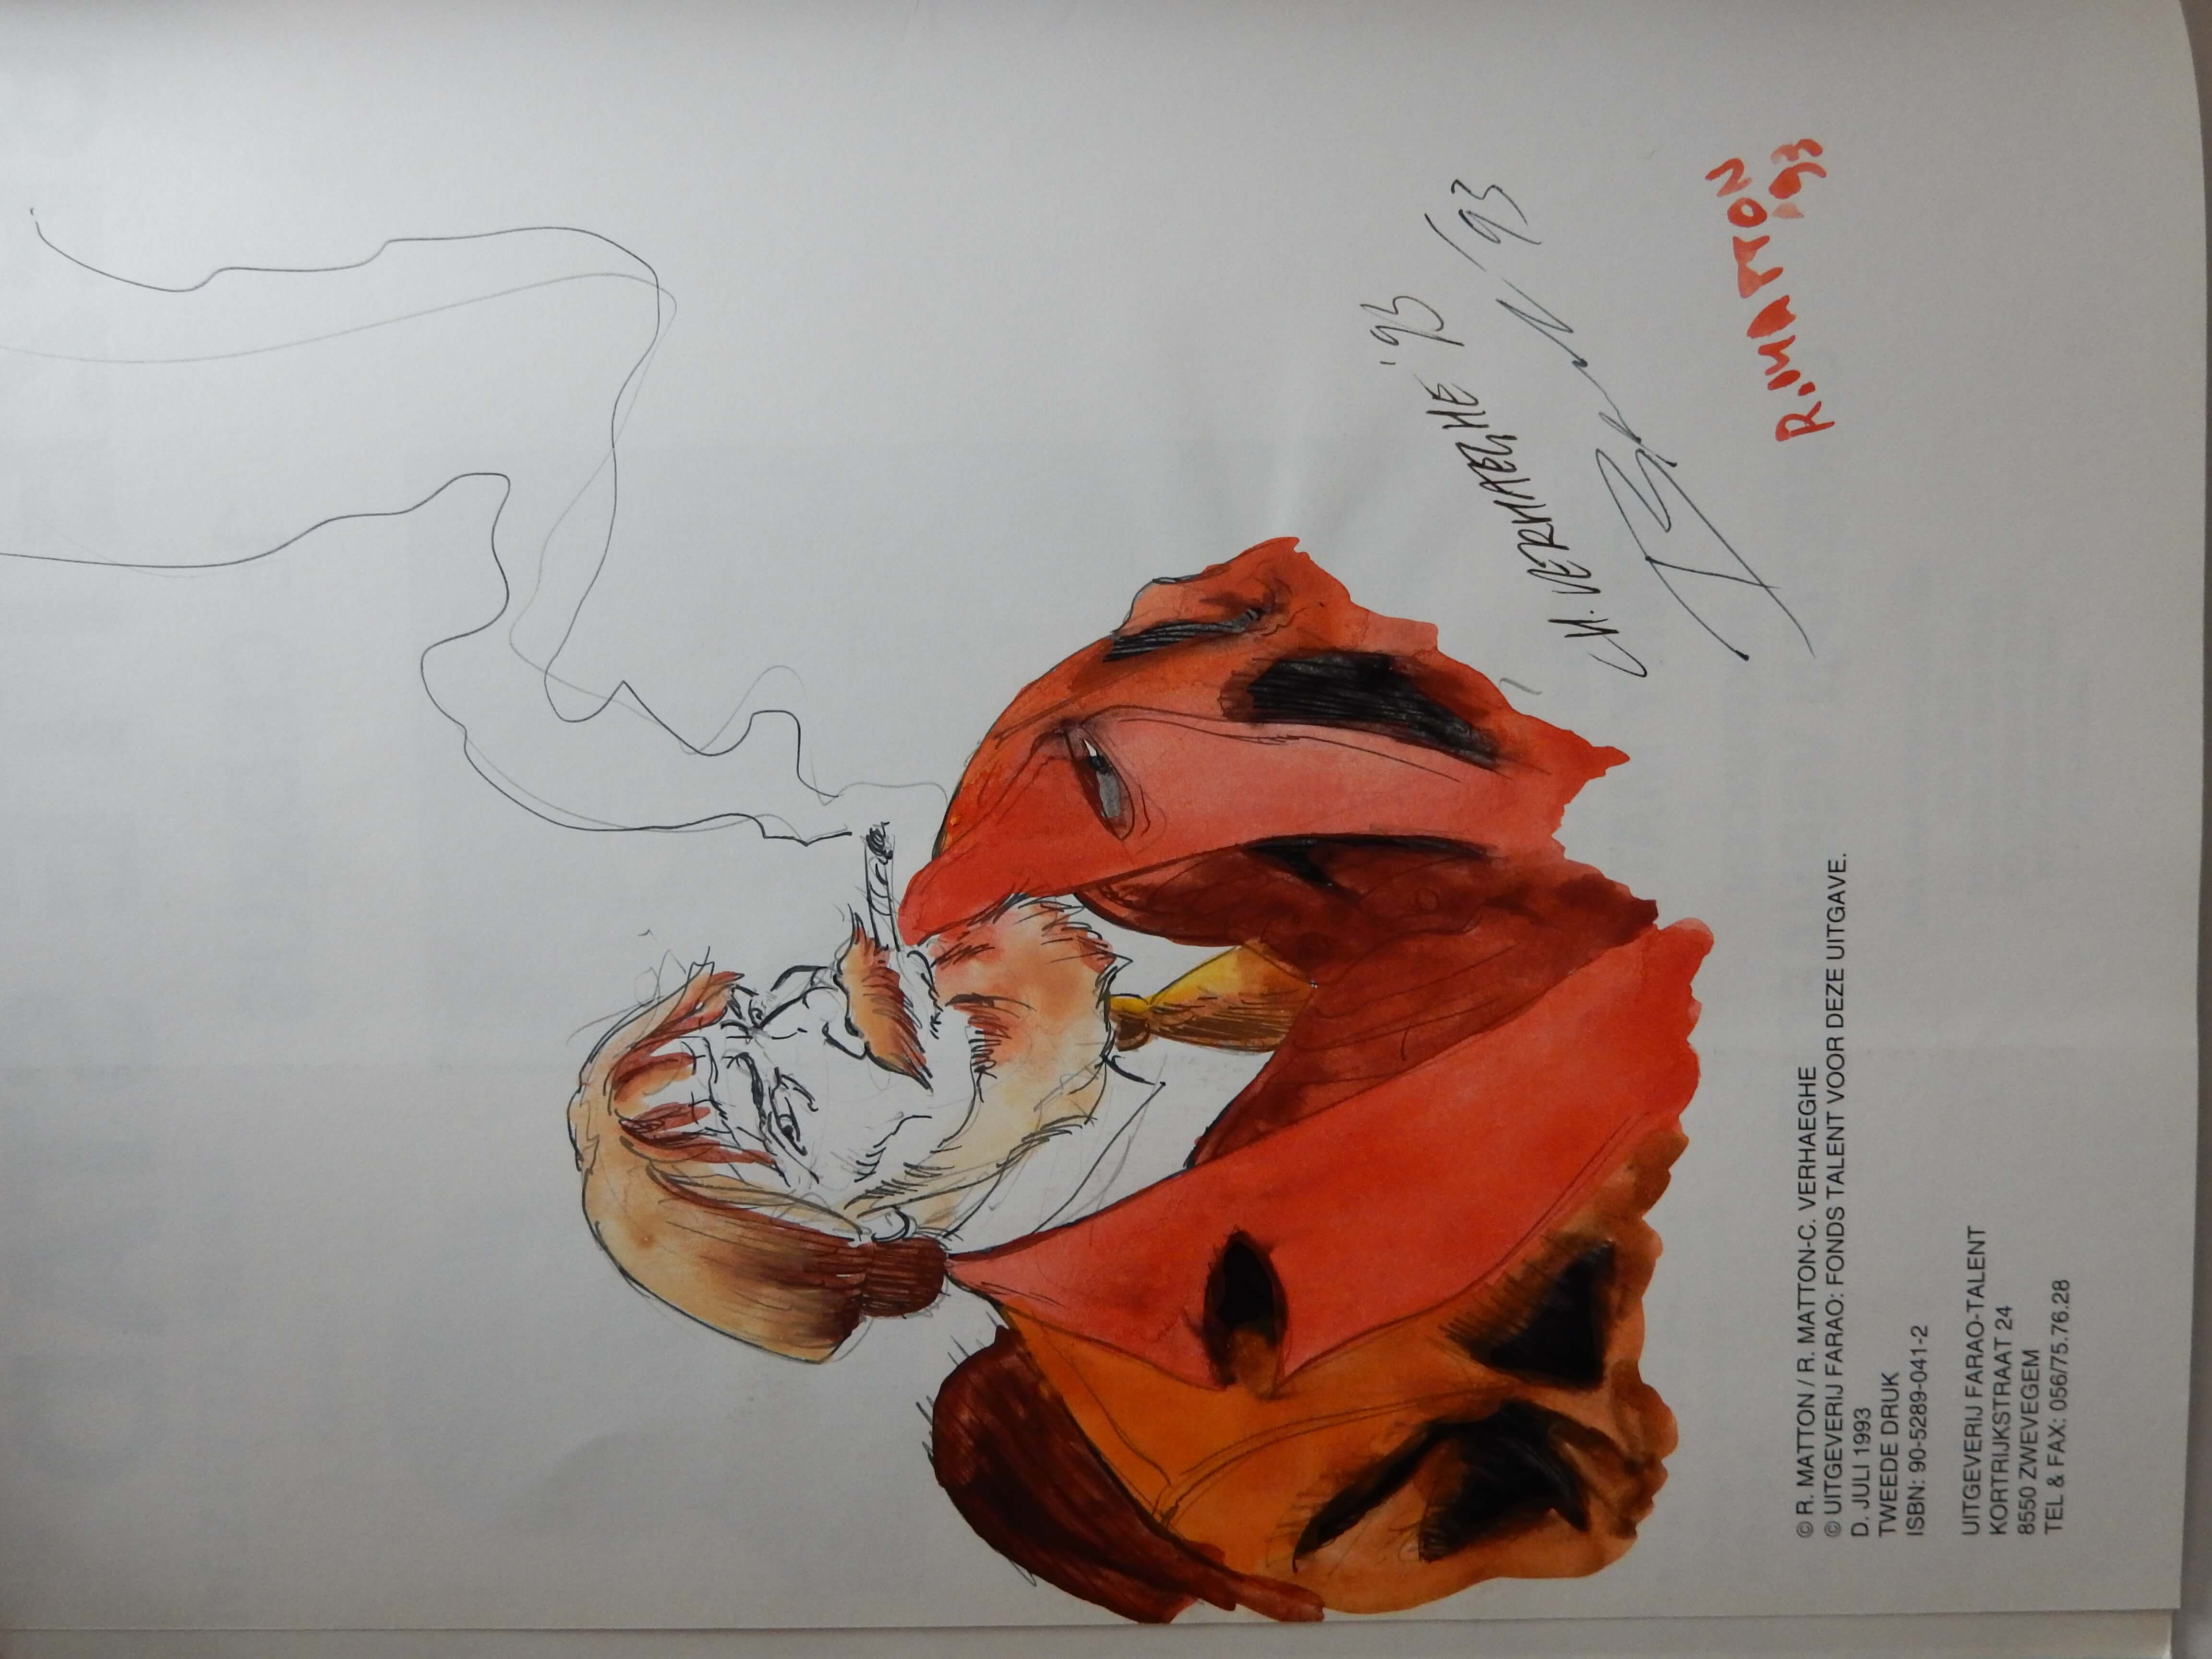 CH. VERHAEGHE '93
'93
R. MATTON
'93
© R. MATTON / R. MATTON-C. VERHAEGHE
© UITGEVERIJ FARAO: FONDS TALENT VOOR DEZE UITGAVE.
D. JULI 1993
TWEEDE DRUK
ISBN: 90-5289-041-2
UITGEVERIJ FARAO-TALENT
KORTRIJKSTRAAT 24
8550 ZWEVEGEM
TEL & FAX: 056/75.76.28